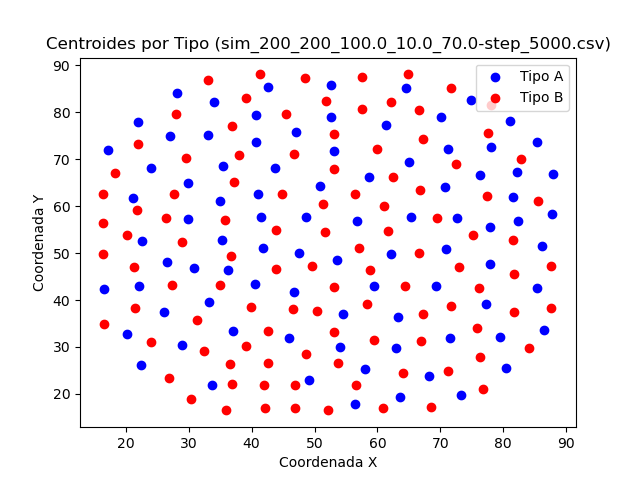 Centroides por Tipo (sim_200_200_100.0_10.0_70.0-step_5000.csv)
Tipo A
Tipo B
Coordenada Y
90
80
70
60
50
40
30
20
20 30 40 50 60 70 80 90
Coordenada X